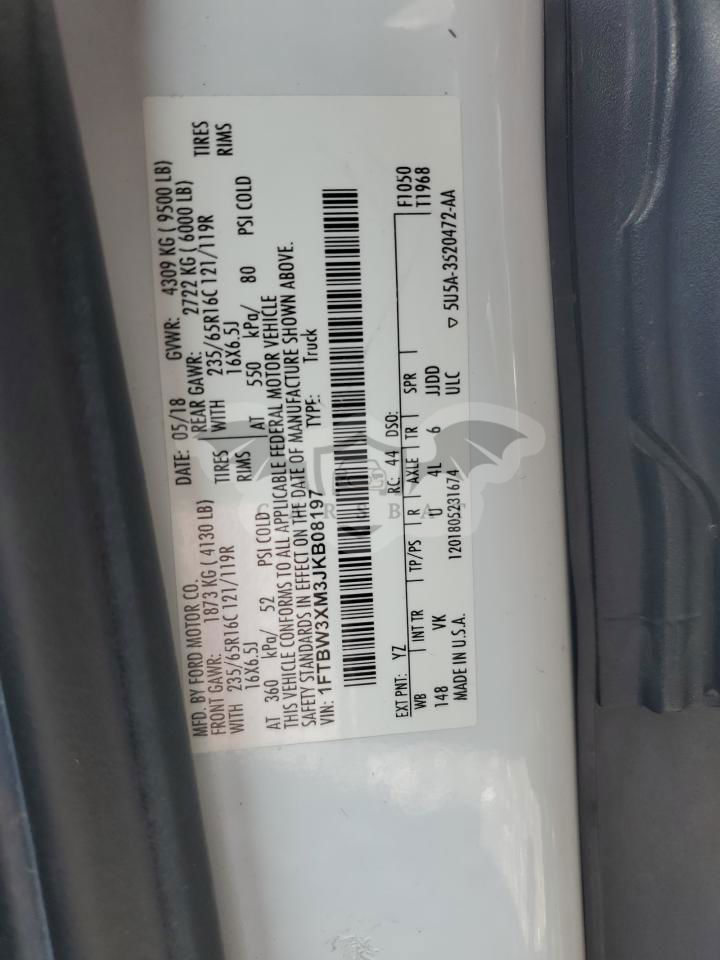 MFD. BY FORD MOTOR CO.
DATE: 05/18
GVWR: 4309 KG ( 9500 LB)
FRONT GAWR: 1873 KG ( 4130 LB)
REAR GAWR: 2722 KG ( 6000 LB)
WITH 235/65R16C 121/119R TIRES
WITH 235/65R16C 121/119R TIRES
16X6.5J RIMS
16X6.5J RIMS
AT 360 kPa/ 52 PSI COLD
AT 550 kPa/ 80 PSI COLD
THIS VEHICLE CONFORMS TO ALL APPLICABLE FEDERAL MOTOR VEHICLE
SAFETY STANDARDS IN EFFECT ON THE DATE OF MANUFACTURE SHOWN ABOVE.
VIN: 1FTBW3XM3JKB08197
TYPE: Truck
EXT PNT: YZ RC: 44 DSO: F1050
WB INT TR TP/PS R AXLE TR SPR T1968
148 VK U 4L 6 JJDD
MADE IN U.S.A. 1201805231674 ULC ▽ 5U5A-3520472-AA
CARSBAT